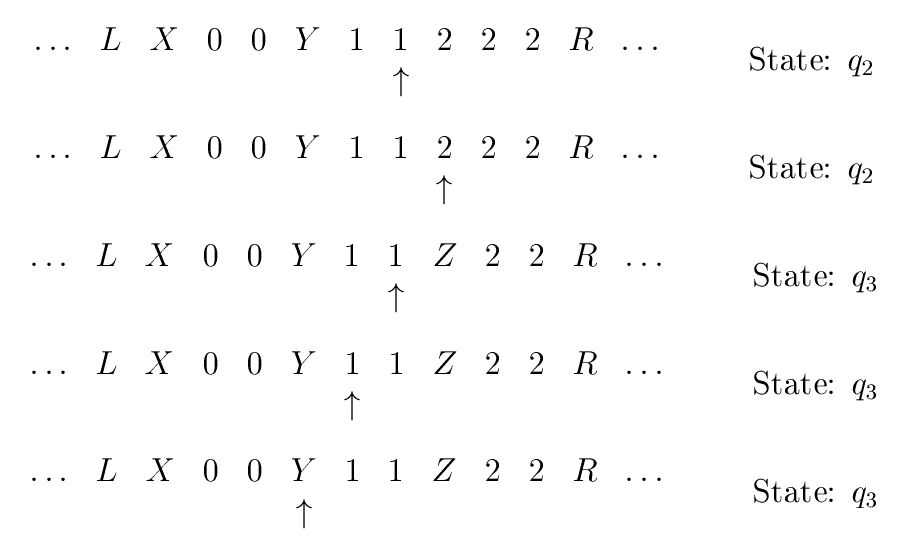 … L X 0 0 Y 1 1 2 2 2 R … State: q₂
↑
… L X 0 0 Y 1 1 2 2 2 R … State: q₂
↑
… L X 0 0 Y 1 1 Z 2 2 R … State: q₃
↑
… L X 0 0 Y 1 1 Z 2 2 R … State: q₃
↑
… L X 0 0 Y 1 1 Z 2 2 R … State: q₃
↑